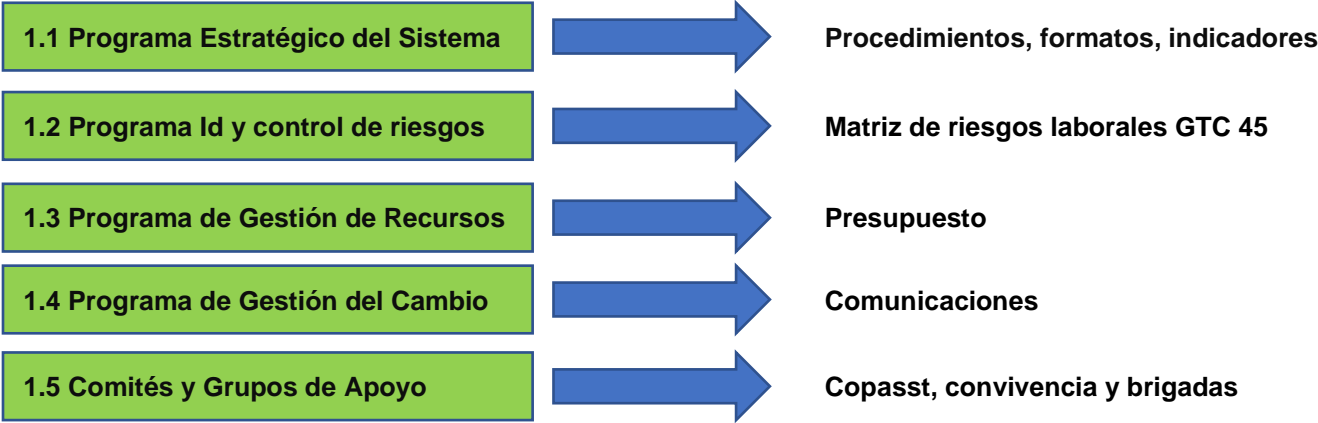 1.1 Programa Estratégico del Sistema
Procedimientos, formatos, indicadores
1.2 Programa Id y control de riesgos
Matriz de riesgos laborales GTC 45
1.3 Programa de Gestión de Recursos
Presupuesto
1.4 Programa de Gestión del Cambio
Comunicaciones
1.5 Comités y Grupos de Apoyo
Copasst, convivencia y brigadas